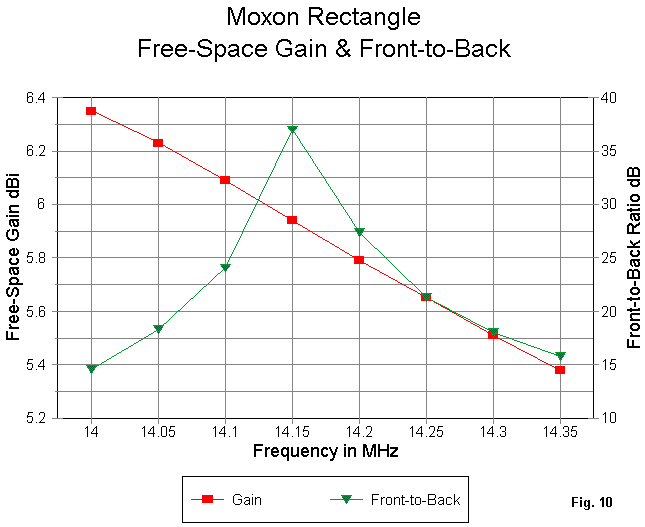 Moxon Rectangle
Free-Space Gain & Front-to-Back
6.4
6.2
6
5.8
5.6
5.4
5.2
Free-Space Gain dBi
40
35
30
25
20
15
10
Front-to-Back Ratio dB
14 14.05 14.1 14.15 14.2 14.25 14.3 14.35
Frequency in MHz
Gain Front-to-Back
Fig. 10